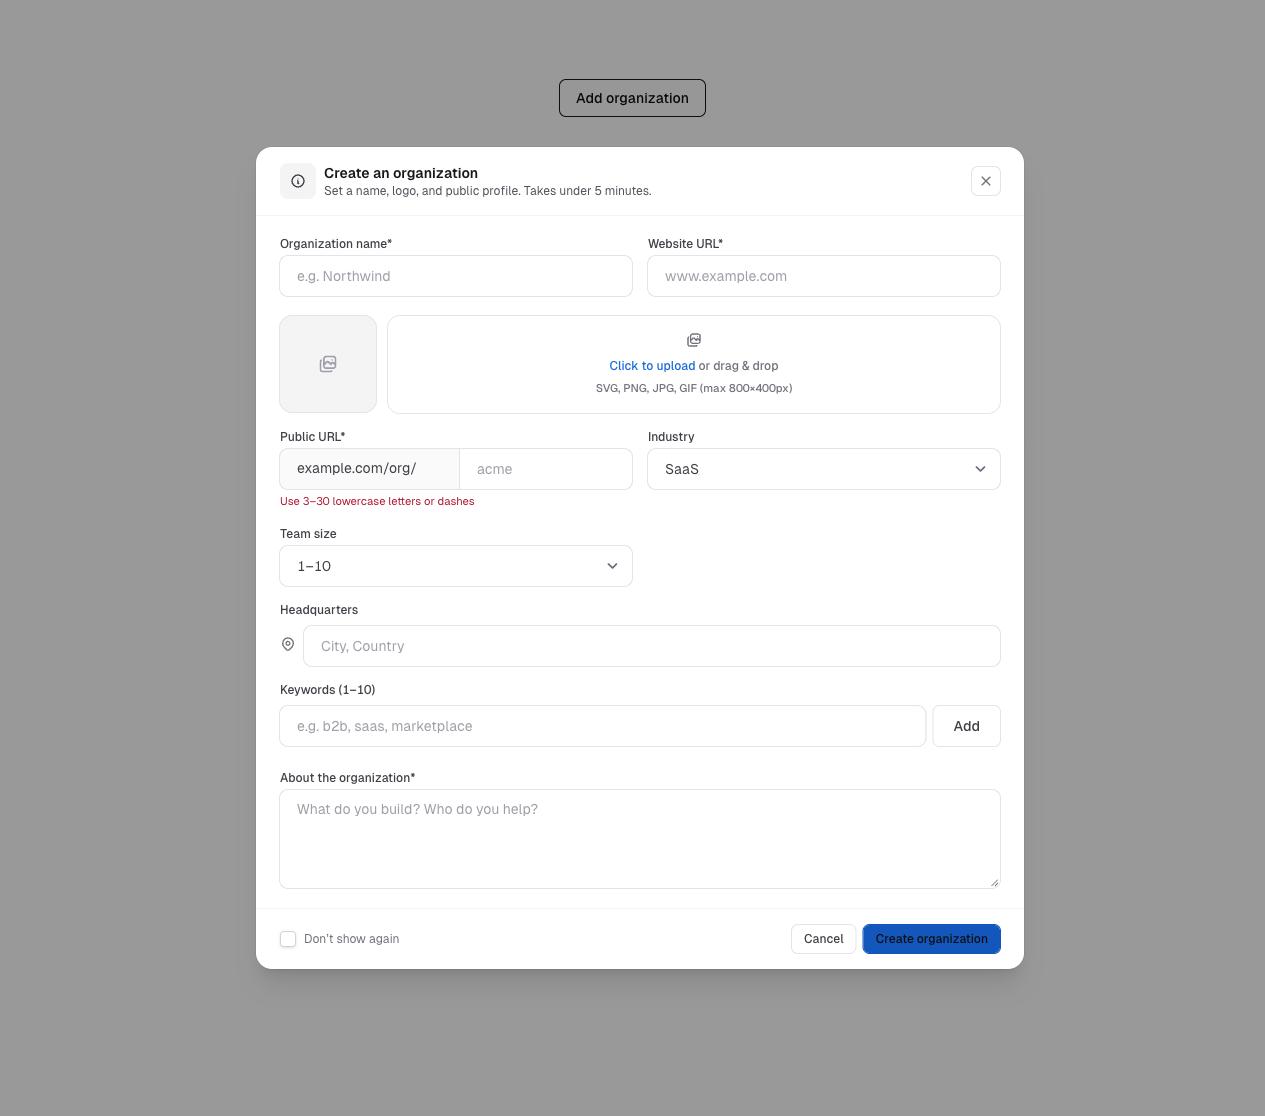 Add organization
Create an organization
Set a name, logo, and public profile. Takes under 5 minutes.
Organization name*
Website URL*
e.g. Northwind
www.example.com
Click to upload or drag & drop
SVG, PNG, JPG, GIF (max 800×400px)
Public URL*
Industry
example.com/org/
acme
SaaS
Use 3–30 lowercase letters or dashes
Team size
1–10
Headquarters
City, Country
Keywords (1–10)
e.g. b2b, saas, marketplace
Add
About the organization*
What do you build? Who do you help?
Don't show again
Cancel
Create organization